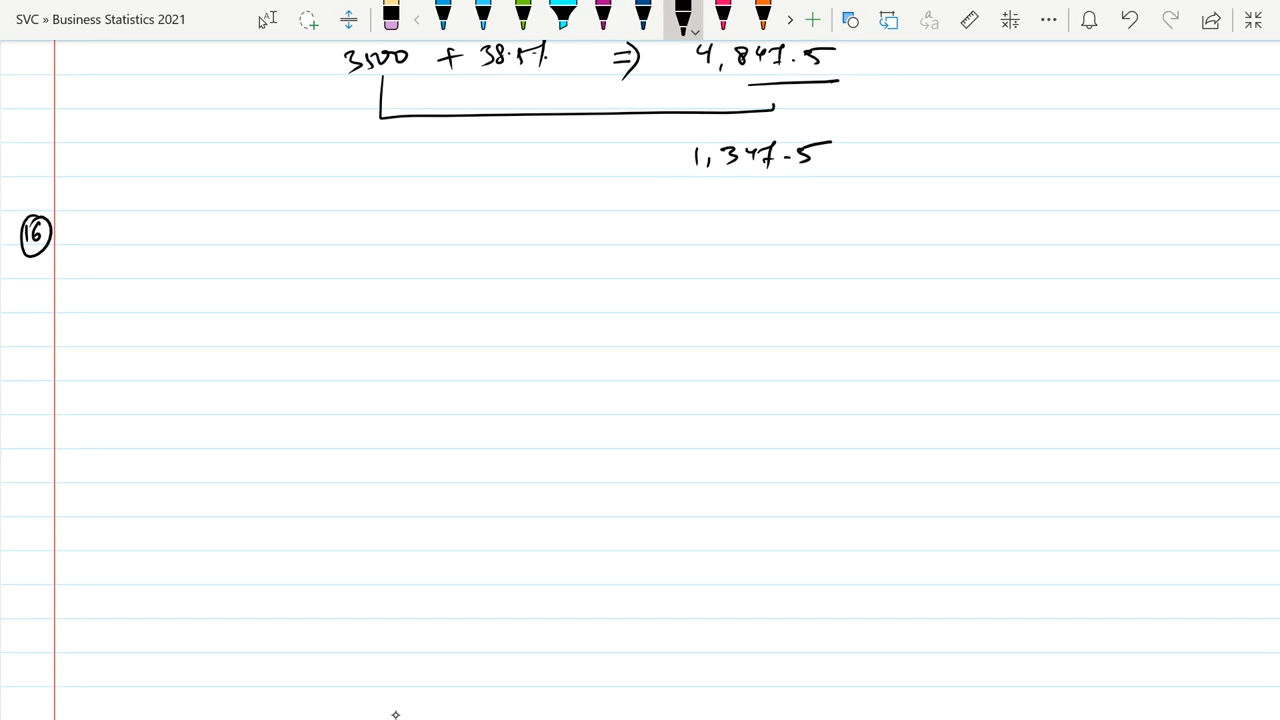 SVC » Business Statistics 2021
3500 + 38.5% ⇒ 4,847.5
1,347.5
16